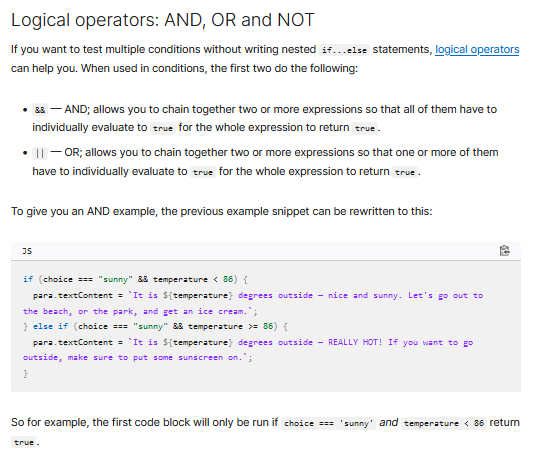 Logical operators: AND, OR and NOT
If you want to test multiple conditions without writing nested if...else statements, logical operators
can help you. When used in conditions, the first two do the following:
• && — AND; allows you to chain together two or more expressions so that all of them have to
individually evaluate to true for the whole expression to return true.
• || — OR; allows you to chain together two or more expressions so that one or more of them
have to individually evaluate to true for the whole expression to return true.
To give you an AND example, the previous example snippet can be rewritten to this:
JS
if (choice === "sunny" && temperature < 86) {
  para.textContent = `It is ${temperature} degrees outside — nice and sunny. Let's go out to
the beach, or the park, and get an ice cream.`;
} else if (choice === "sunny" && temperature >= 86) {
  para.textContent = `It is ${temperature} degrees outside — REALLY HOT! If you want to go
outside, make sure to put some sunscreen on.`;
}
So for example, the first code block will only be run if choice === 'sunny' and temperature < 86 return
true.